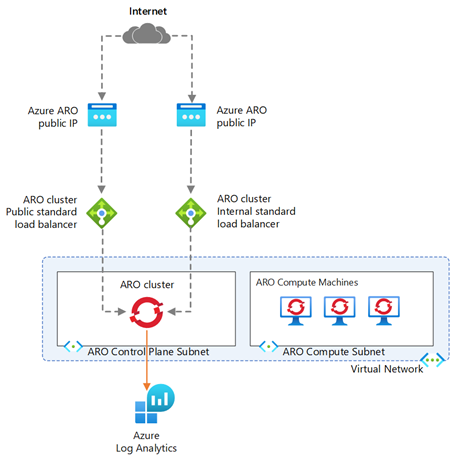 Internet
Azure ARO
public IP
Azure ARO
public IP
ARO cluster
Public standard
load balancer
ARO cluster
Internal standard
load balancer
ARO cluster
ARO Compute Machines
ARO Control Plane Subnet
ARO Compute Subnet
Virtual Network
Azure
Log Analytics